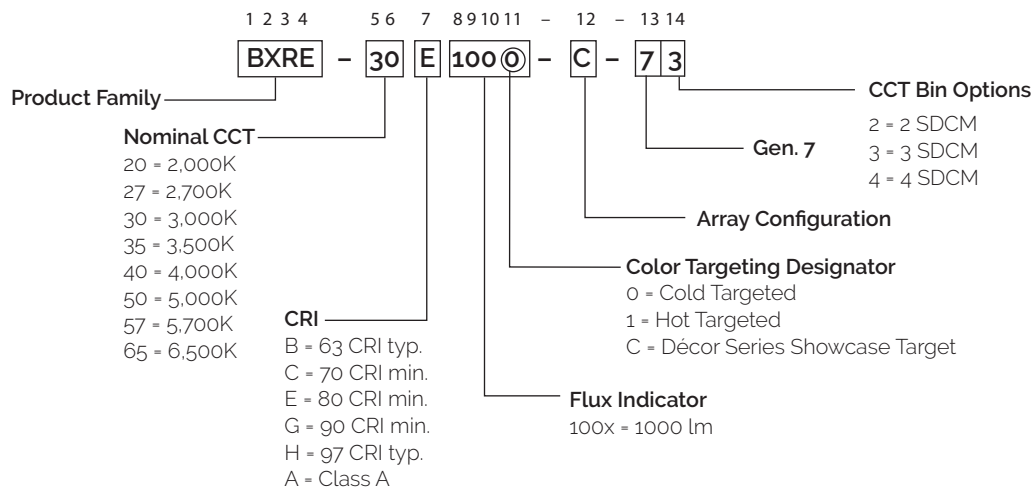 1 2 3 4 5 6 7 8 9 10 11 – 12 – 13 14
BXRE – 30 E 100 0 – C – 7 3
Product Family
Nominal CCT
20 = 2,000K
27 = 2,700K
30 = 3,000K
35 = 3,500K
40 = 4,000K
50 = 5,000K
57 = 5,700K
65 = 6,500K
CRI
B = 63 CRI typ.
C = 70 CRI min.
E = 80 CRI min.
G = 90 CRI min.
H = 97 CRI typ.
A = Class A
Flux Indicator
100x = 1000 lm
Color Targeting Designator
0 = Cold Targeted
1 = Hot Targeted
C = Décor Series Showcase Target
Array Configuration
Gen. 7
CCT Bin Options
2 = 2 SDCM
3 = 3 SDCM
4 = 4 SDCM